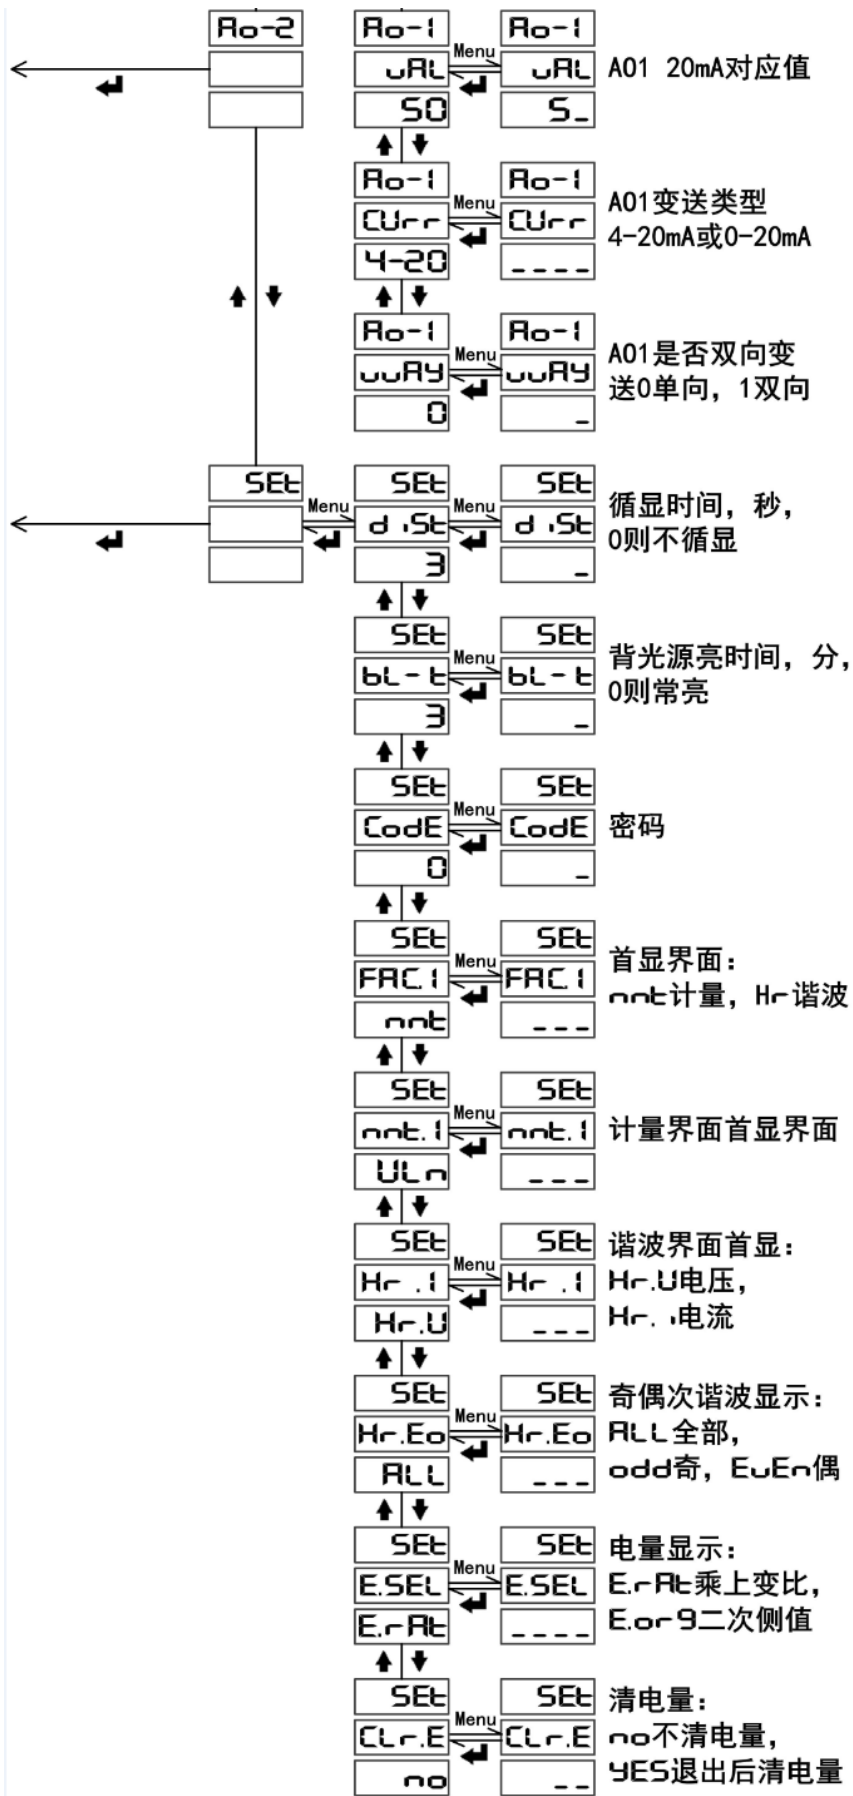 Ao-2 Ao-1 Ao-1
vAL Menu vAL A01 20mA对应值
50 5_
Ao-1 Ao-1
CUrr Menu CUrr A01变送类型
4-20 _ _ _ _ 4-20mA或0-20mA
Ao-1 Ao-1
vvAY Menu vvAY A01是否双向变
0 _ 送0单向，1双向
SEt SEt SEt
Menu diSt Menu diSt 循显时间，秒，
3 _ 0则不循显
SEt SEt
bL-t Menu bL-t 背光源亮时间，分，
3 _ 0则常亮
SEt SEt
CodE Menu CodE 密码
0 _
SEt SEt 首显界面：
FAC.1 Menu FAC.1 nnt计量，Hr谐波
nnt _ _ _
SEt SEt
nnt.1 Menu nnt.1 计量界面首显界面
ULn _ _ _
SEt SEt 谐波界面首显：
Hr .1 Menu Hr .1 Hr.U电压，
Hr.U _ _ _ Hr. i电流
SEt SEt 奇偶次谐波显示：
Hr.Eo Menu Hr.Eo ALL全部，
ALL _ _ _ odd奇，EvEn偶
SEt SEt 电量显示：
E.SEL Menu E.SEL E.rAt乘上变比，
E.rAt _ _ _ _ E.or9二次侧值
SEt SEt 清电量：
CLr.E Menu CLr.E no不清电量，
no _ _ YES退出后清电量